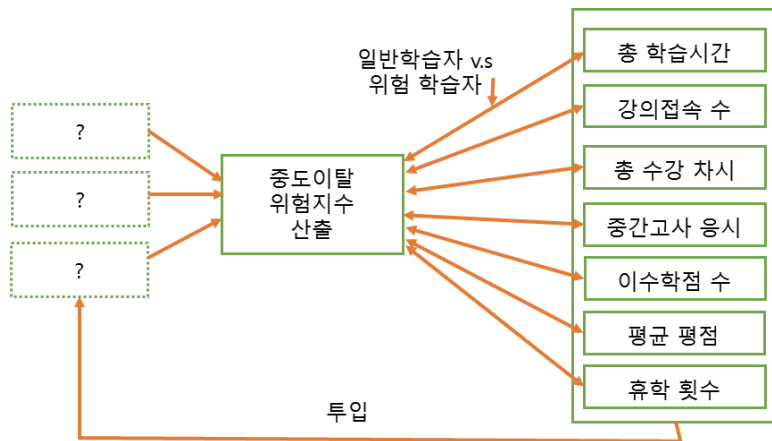 일반학습자 v.s
위험 학습자
?
?
?
중도이탈
위험지수
산출
총 학습시간
강의접속 수
총 수강 차시
중간고사 응시
이수학점 수
평균 평점
휴학 횟수
투입